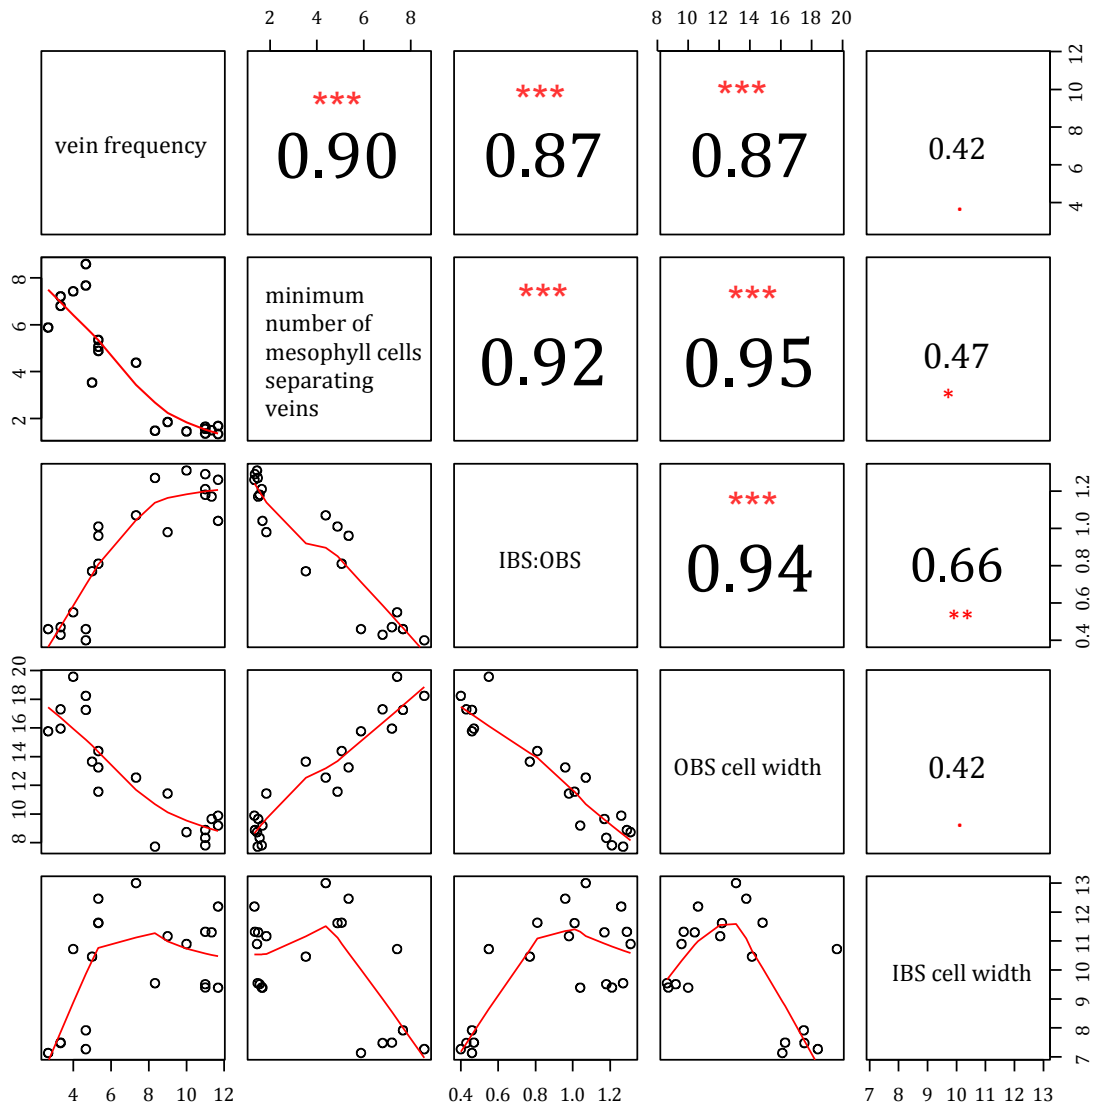 2 4 6 8 8 10 12 14 16 18 20
vein frequency
***
0.90
***
0.87
***
0.87
0.42
.
4 6 8 10 12
2 4 6 8
minimum
number of
mesophyll cells
separating
veins
***
0.92
***
0.95
0.47
*
IBS:OBS
***
0.94
0.66
**
0.4 0.6 0.8 1.0 1.2
8 10 12 14 16 18 20
OBS cell width
0.42
.
IBS cell width
7 8 9 10 11 12 13
4 6 8 10 12
0.4 0.6 0.8 1.0 1.2
7 8 9 10 11 12 13